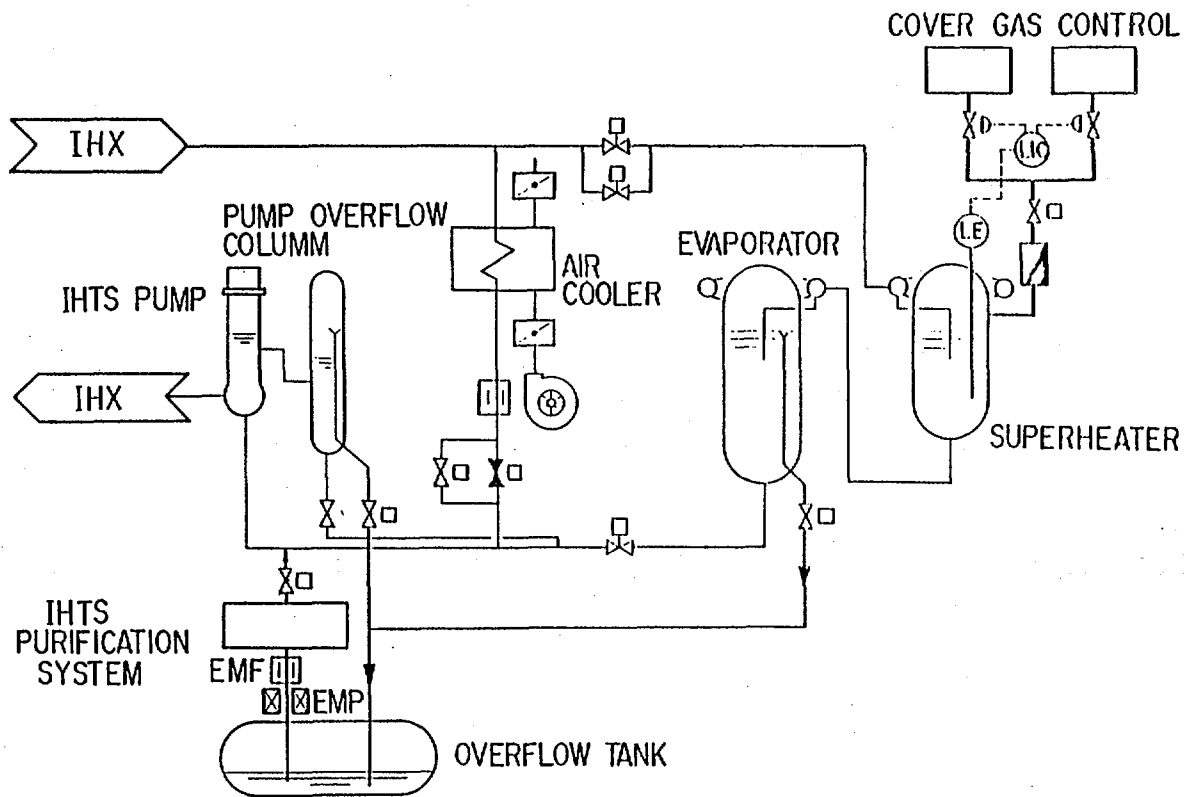 COVER GAS CONTROL
IHX
LIC
PUMP OVERFLOW
COLUMM
EVAPORATOR
LE
AIR
COOLER
IHTS PUMP
IHX
SUPERHEATER
IHTS
PURIFICATION
SYSTEM
EMF
EMP
OVERFLOW TANK